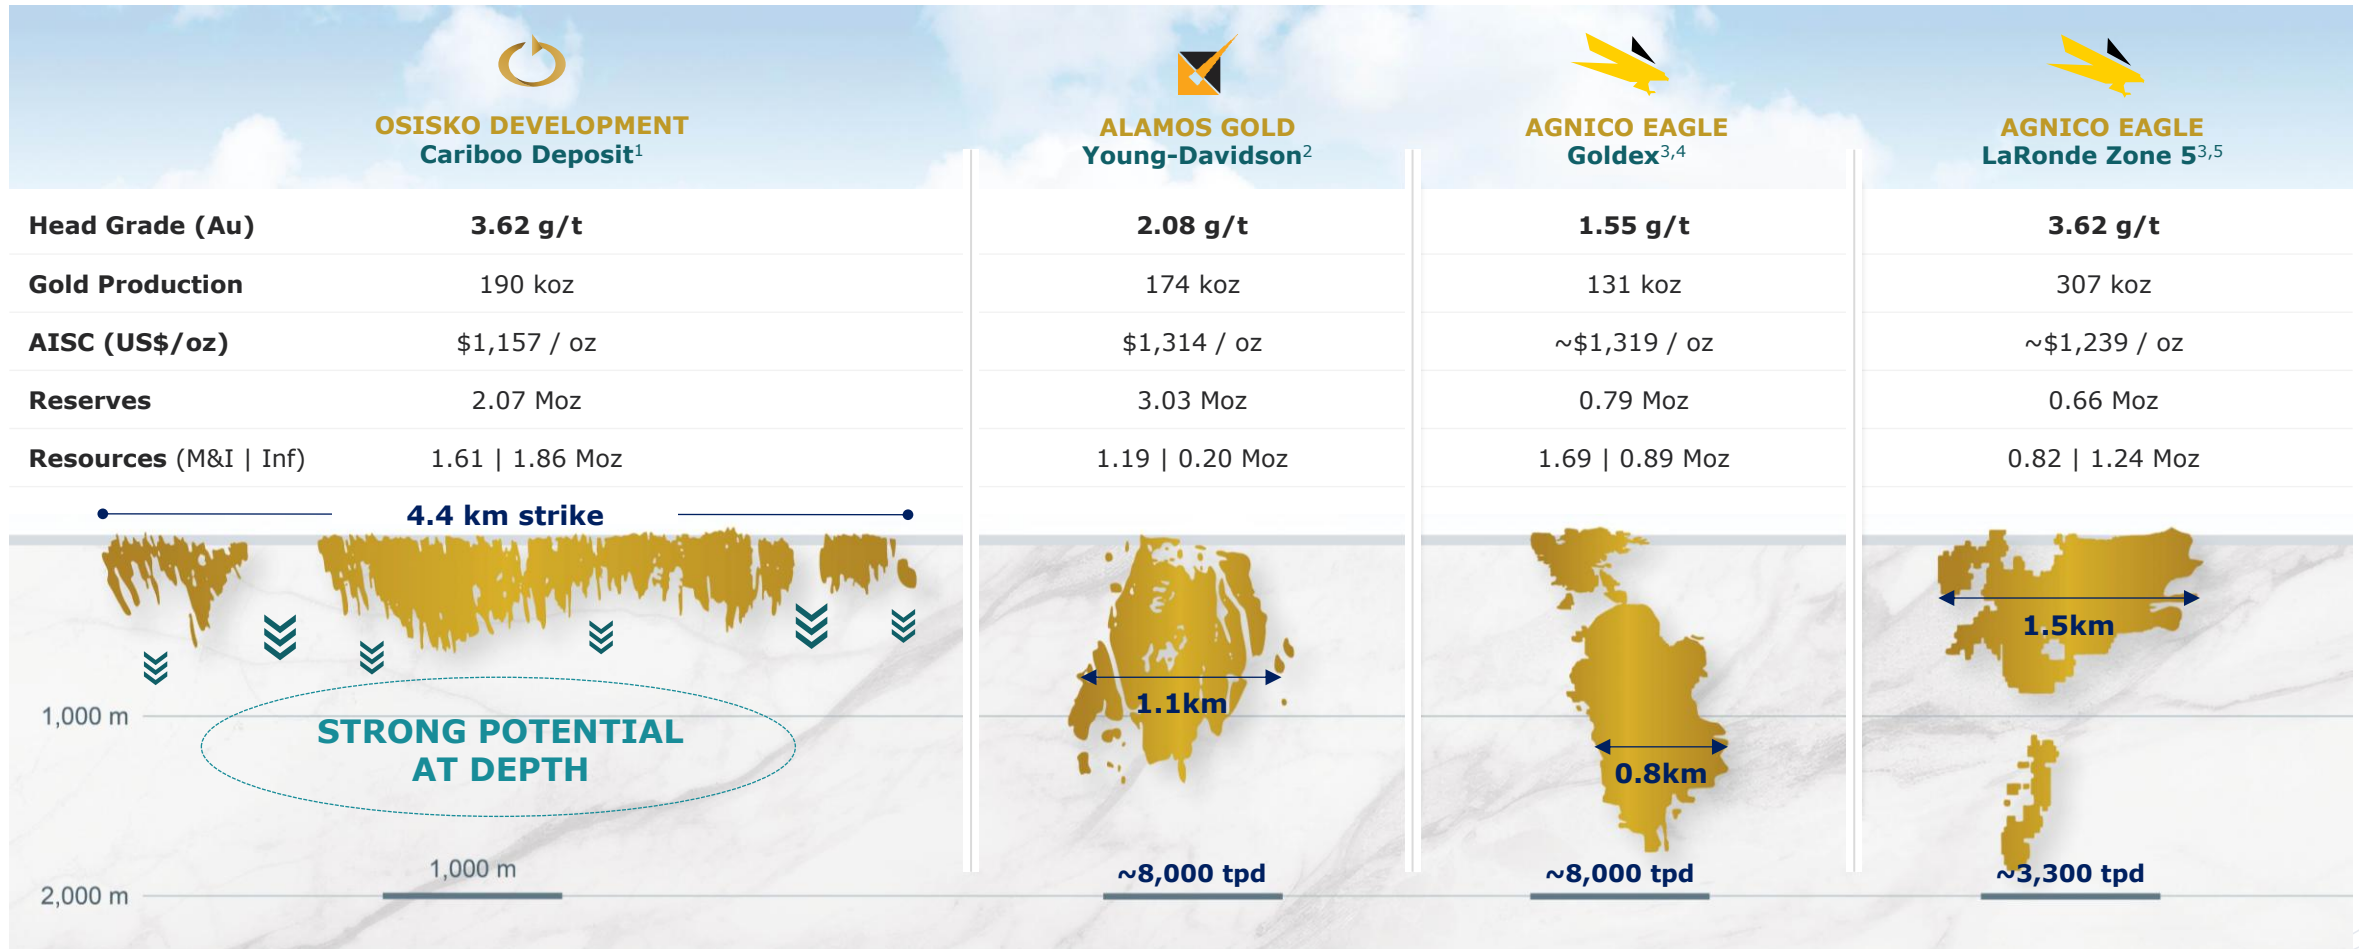 OSISKO DEVELOPMENT
Cariboo Deposit1
ALAMOS GOLD
Young-Davidson2
AGNICO EAGLE
Goldex3,4
AGNICO EAGLE
LaRonde Zone 53,5
Head Grade (Au) 3.62 g/t 2.08 g/t 1.55 g/t 3.62 g/t
Gold Production 190 koz 174 koz 131 koz 307 koz
AISC (US$/oz) $1,157 / oz $1,314 / oz ~$1,319 / oz ~$1,239 / oz
Reserves 2.07 Moz 3.03 Moz 0.79 Moz 0.66 Moz
Resources (M&I | Inf) 1.61 | 1.86 Moz 1.19 | 0.20 Moz 1.69 | 0.89 Moz 0.82 | 1.24 Moz
4.4 km strike
1.5km
1.1km
1,000 m
STRONG POTENTIAL
AT DEPTH
0.8km
1,000 m
~8,000 tpd
~8,000 tpd
~3,300 tpd
2,000 m